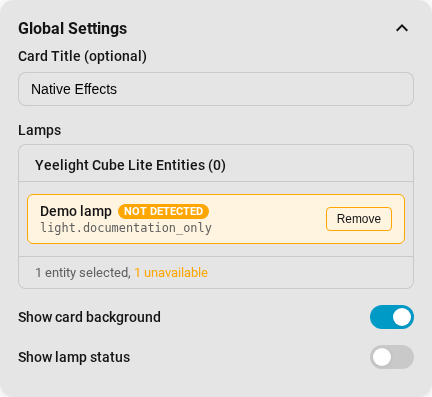 Global Settings
Card Title (optional)
Native Effects
Lamps
Yeelight Cube Lite Entities (0)
Demo lamp NOT DETECTED
light.documentation_only
Remove
1 entity selected, 1 unavailable
Show card background
Show lamp status